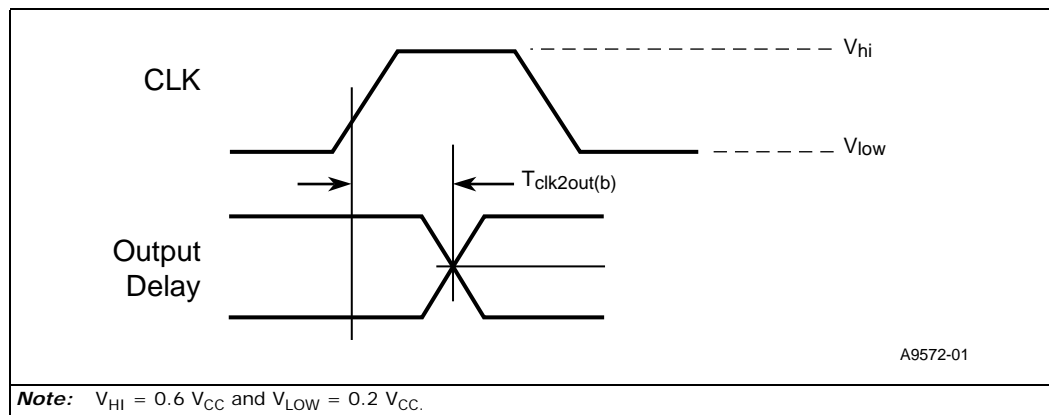 CLK
Vhi
Vlow
Tclk2out(b)
Output
Delay
A9572-01
Note: VHI = 0.6 VCC and VLOW = 0.2 VCC.